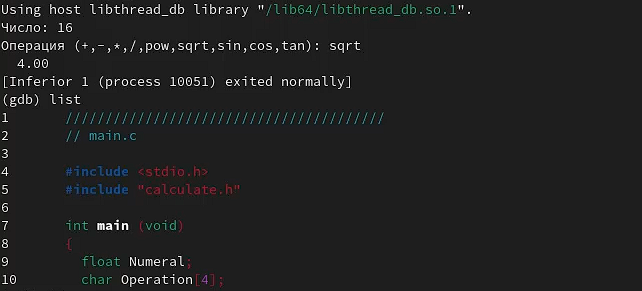 Using host libthread_db library "/lib64/libthread_db.so.1".
Число: 16
Операция (+,-,*,/,pow,sqrt,sin,cos,tan): sqrt
  4.00
[Inferior 1 (process 10051) exited normally]
(gdb) list
1       ////////////////////////////////////////
2       // main.c
3
4       #include <stdio.h>
5       #include "calculate.h"
6
7       int main (void)
8       {
9         float Numeral;
10        char Operation[4];